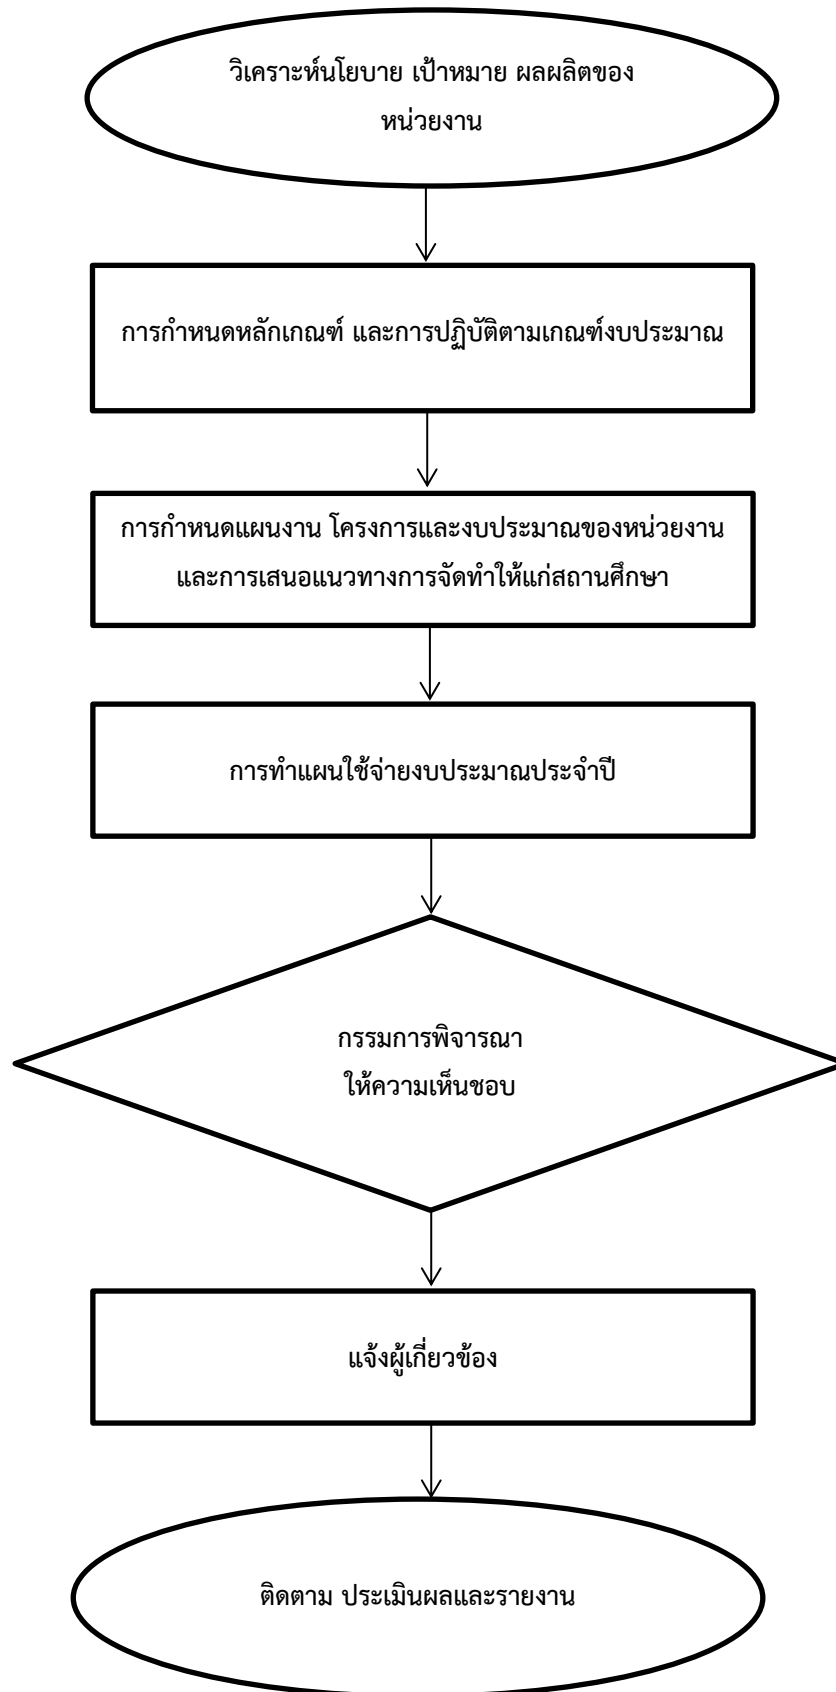 วิเคราะห์นโยบาย เป้าหมาย ผลผลิตของ
หน่วยงาน
การกำหนดหลักเกณฑ์ และการปฏิบัติตามเกณฑ์งบประมาณ
การกำหนดแผนงาน โครงการและงบประมาณของหน่วยงาน
และการเสนอแนวทางการจัดทำให้แก่สถานศึกษา
การทำแผนใช้จ่ายงบประมาณประจำปี
กรรมการพิจารณา
ให้ความเห็นชอบ
แจ้งผู้เกี่ยวข้อง
ติดตาม ประเมินผลและรายงาน